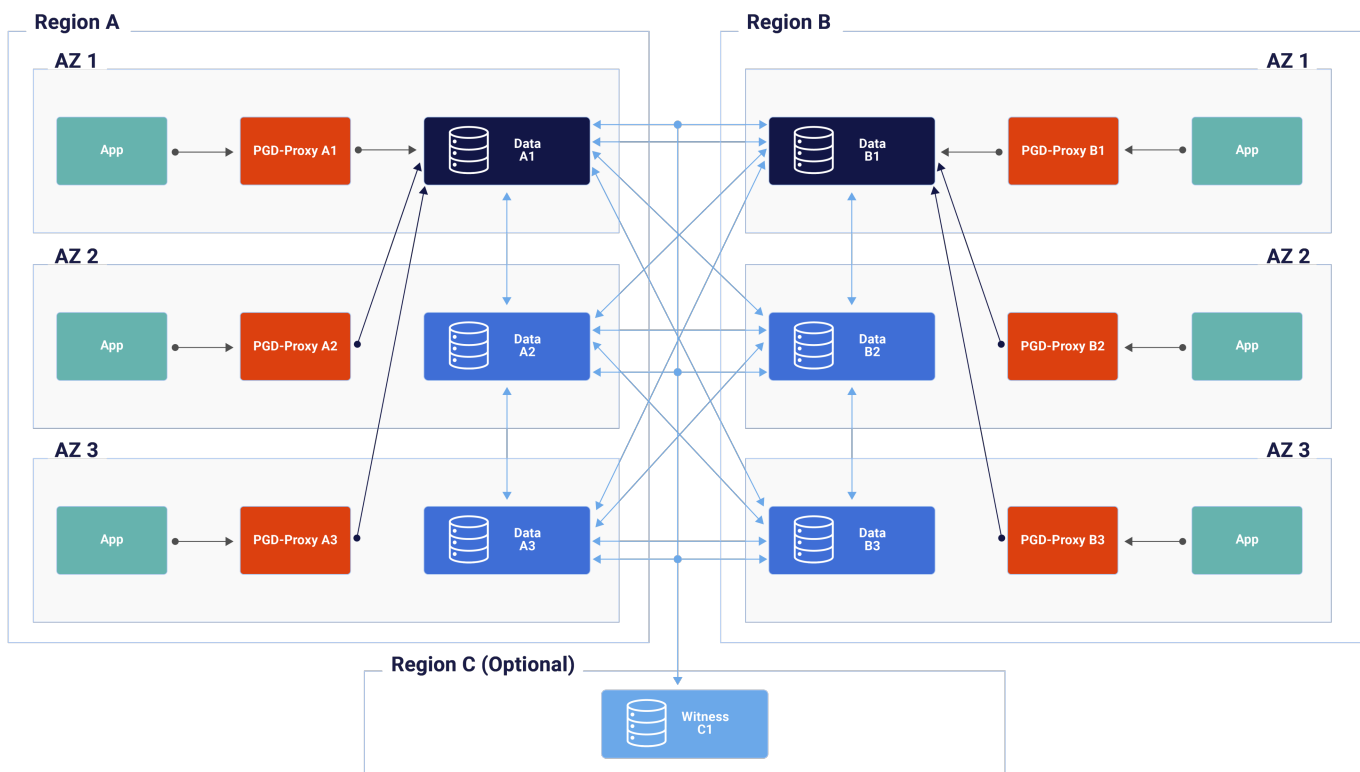 Region A
Region B
AZ 1
AZ 1
App
PGD-Proxy A1
Data
A1
Data
B1
PGD-Proxy B1
App
AZ 2
AZ 2
App
PGD-Proxy A2
Data
A2
Data
B2
PGD-Proxy B2
App
AZ 3
AZ 3
App
PGD-Proxy A3
Data
A3
Data
B3
PGD-Proxy B3
App
Region C (Optional)
Witness
C1